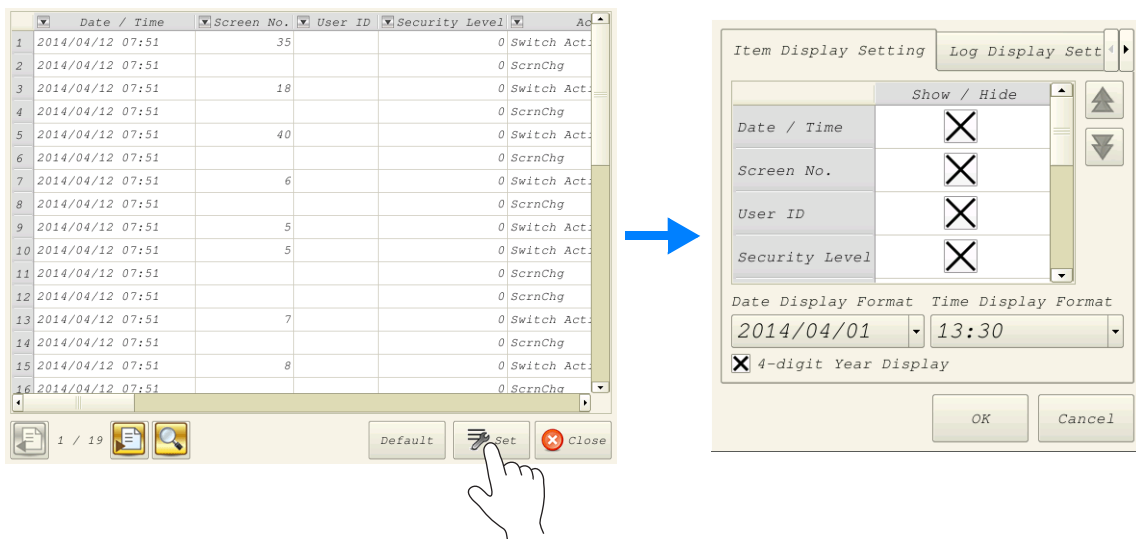 Date / Time Screen No. User ID Security Level Ac
1 2014/04/12 07:51 35 0 Switch Acti
2 2014/04/12 07:51 0 ScrnChg
3 2014/04/12 07:51 18 0 Switch Acti
4 2014/04/12 07:51 0 ScrnChg
5 2014/04/12 07:51 40 0 Switch Acti
6 2014/04/12 07:51 0 ScrnChg
7 2014/04/12 07:51 6 0 Switch Acti
8 2014/04/12 07:51 0 ScrnChg
9 2014/04/12 07:51 5 0 Switch Acti
10 2014/04/12 07:51 5 0 Switch Acti
11 2014/04/12 07:51 0 ScrnChg
12 2014/04/12 07:51 0 ScrnChg
13 2014/04/12 07:51 7 0 Switch Acti
14 2014/04/12 07:51 0 ScrnChg
15 2014/04/12 07:51 8 0 Switch Acti
16 2014/04/12 07:51 0 ScrnChg
1 / 19 Default Set Close
Item Display Setting Log Display Sett
Show / Hide
Date / Time
Screen No.
User ID
Security Level
Date Display Format Time Display Format
2014/04/01 13:30
4-digit Year Display
OK Cancel